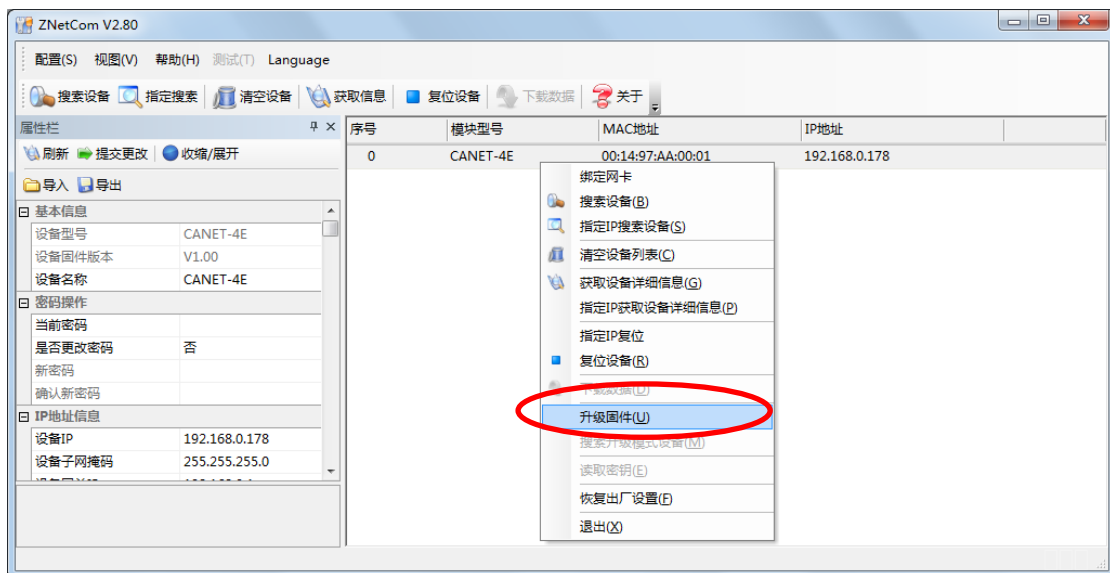 ZNetCom V2.80
配置(S) 视图(V) 帮助(H) 测试(T) Language
搜索设备 指定搜索 清空设备 获取信息 复位设备 下载数据 关于
属性栏
刷新 提交更改 收缩/展开
导入 导出
基本信息
设备型号 CANET-4E
设备固件版本 V1.00
设备名称 CANET-4E
密码操作
当前密码
是否更改密码 否
新密码
确认新密码
IP地址信息
设备IP 192.168.0.178
设备子网掩码 255.255.255.0
序号 模块型号 MAC地址 IP地址
0 CANET-4E 00:14:97:AA:00:01 192.168.0.178
绑定网卡
搜索设备(B)
指定IP搜索设备(S)
清空设备列表(C)
获取设备详细信息(G)
指定IP获取设备详细信息(P)
指定IP复位
复位设备(R)
下载数据(D)
升级固件(U)
搜索升级模式设备(M)
读取密钥(E)
恢复出厂设置(F)
退出(X)